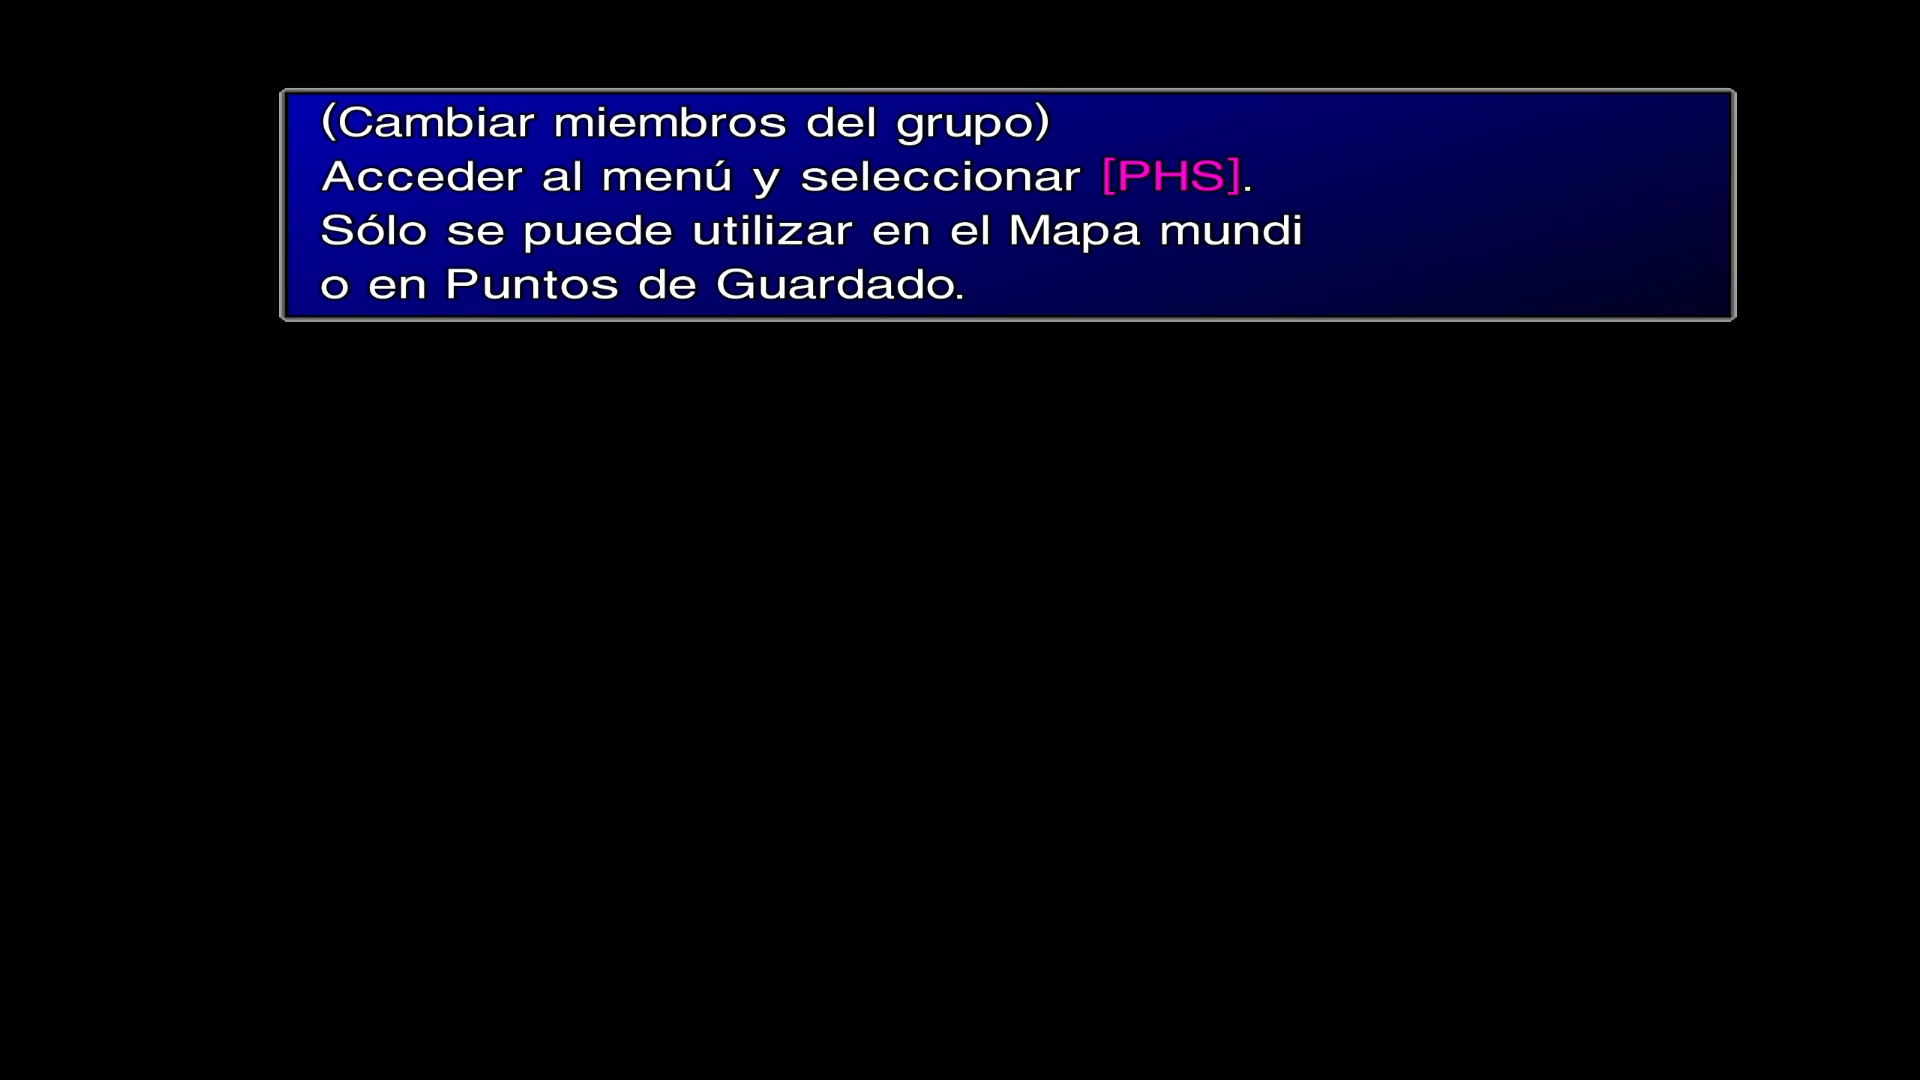 (Cambiar miembros del grupo)
Acceder al menú y seleccionar [PHS].
Sólo se puede utilizar en el Mapa mundi
o en Puntos de Guardado.